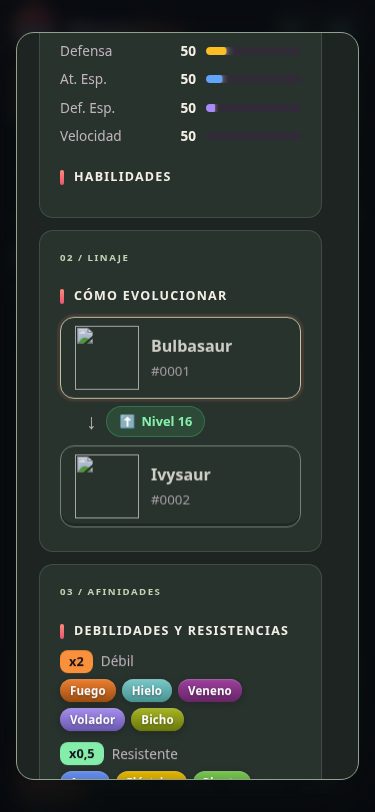 Defensa 50
At. Esp. 50
Def. Esp. 50
Velocidad 50
HABILIDADES
02 / LINAJE
CÓMO EVOLUCIONAR
Bulbasaur
#0001
↓ ⬆️ Nivel 16
Ivysaur
#0002
03 / AFINIDADES
DEBILIDADES Y RESISTENCIAS
x2 Débil
Fuego Hielo Veneno
Volador Bicho
x0,5 Resistente